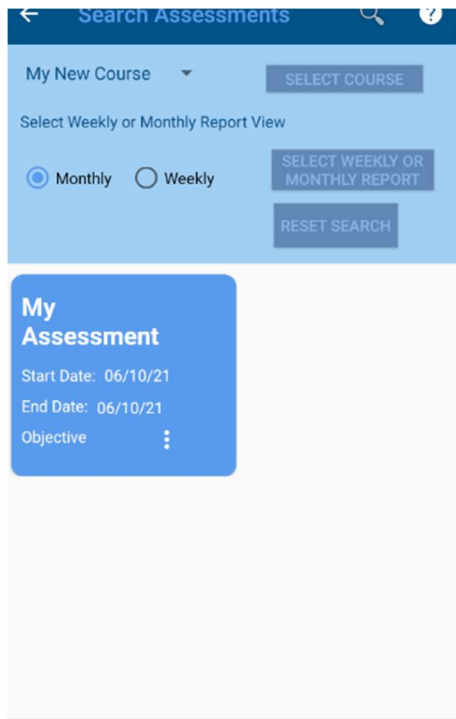 Search Assessments
?
My New Course
SELECT COURSE
Select Weekly or Monthly Report View
Monthly
Weekly
SELECT WEEKLY OR
MONTHLY REPORT
RESET SEARCH
My
Assessment
Start Date: 06/10/21
End Date: 06/10/21
Objective